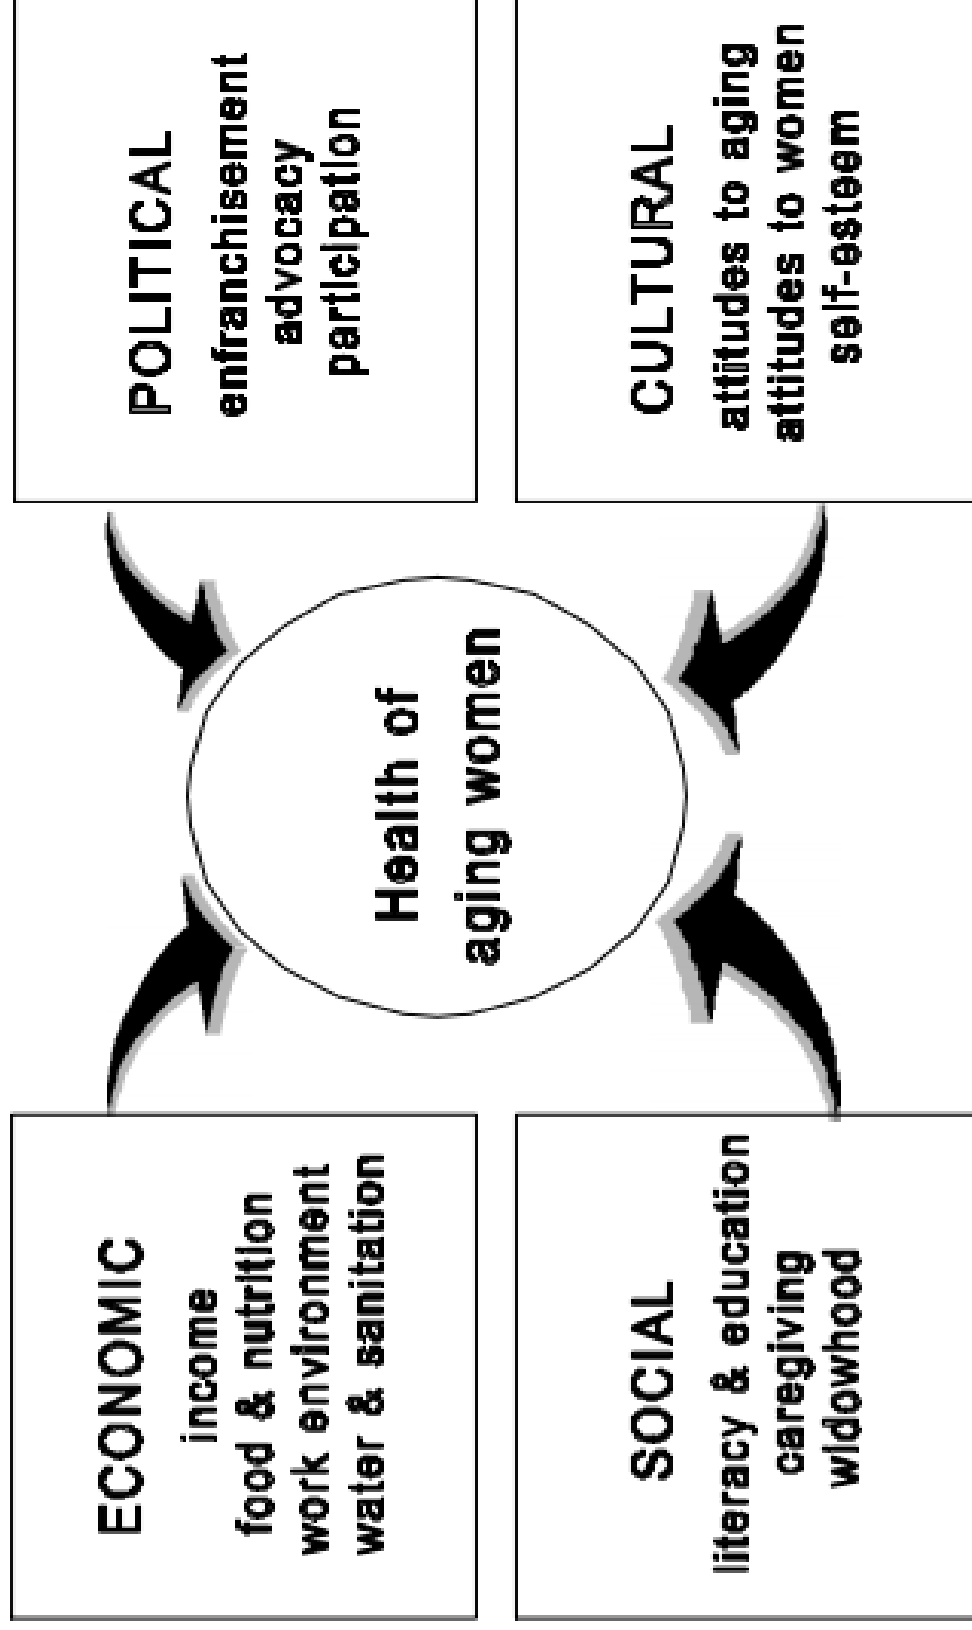 ECONOMIC
income
food & nutrition
work environment
water & sanitation
POLITICAL
enfranchisement
advocacy
participation
Health of
aging women
SOCIAL
literacy & education
caregiving
widowhood
CULTURAL
attitudes to aging
attitudes to women
self-esteem